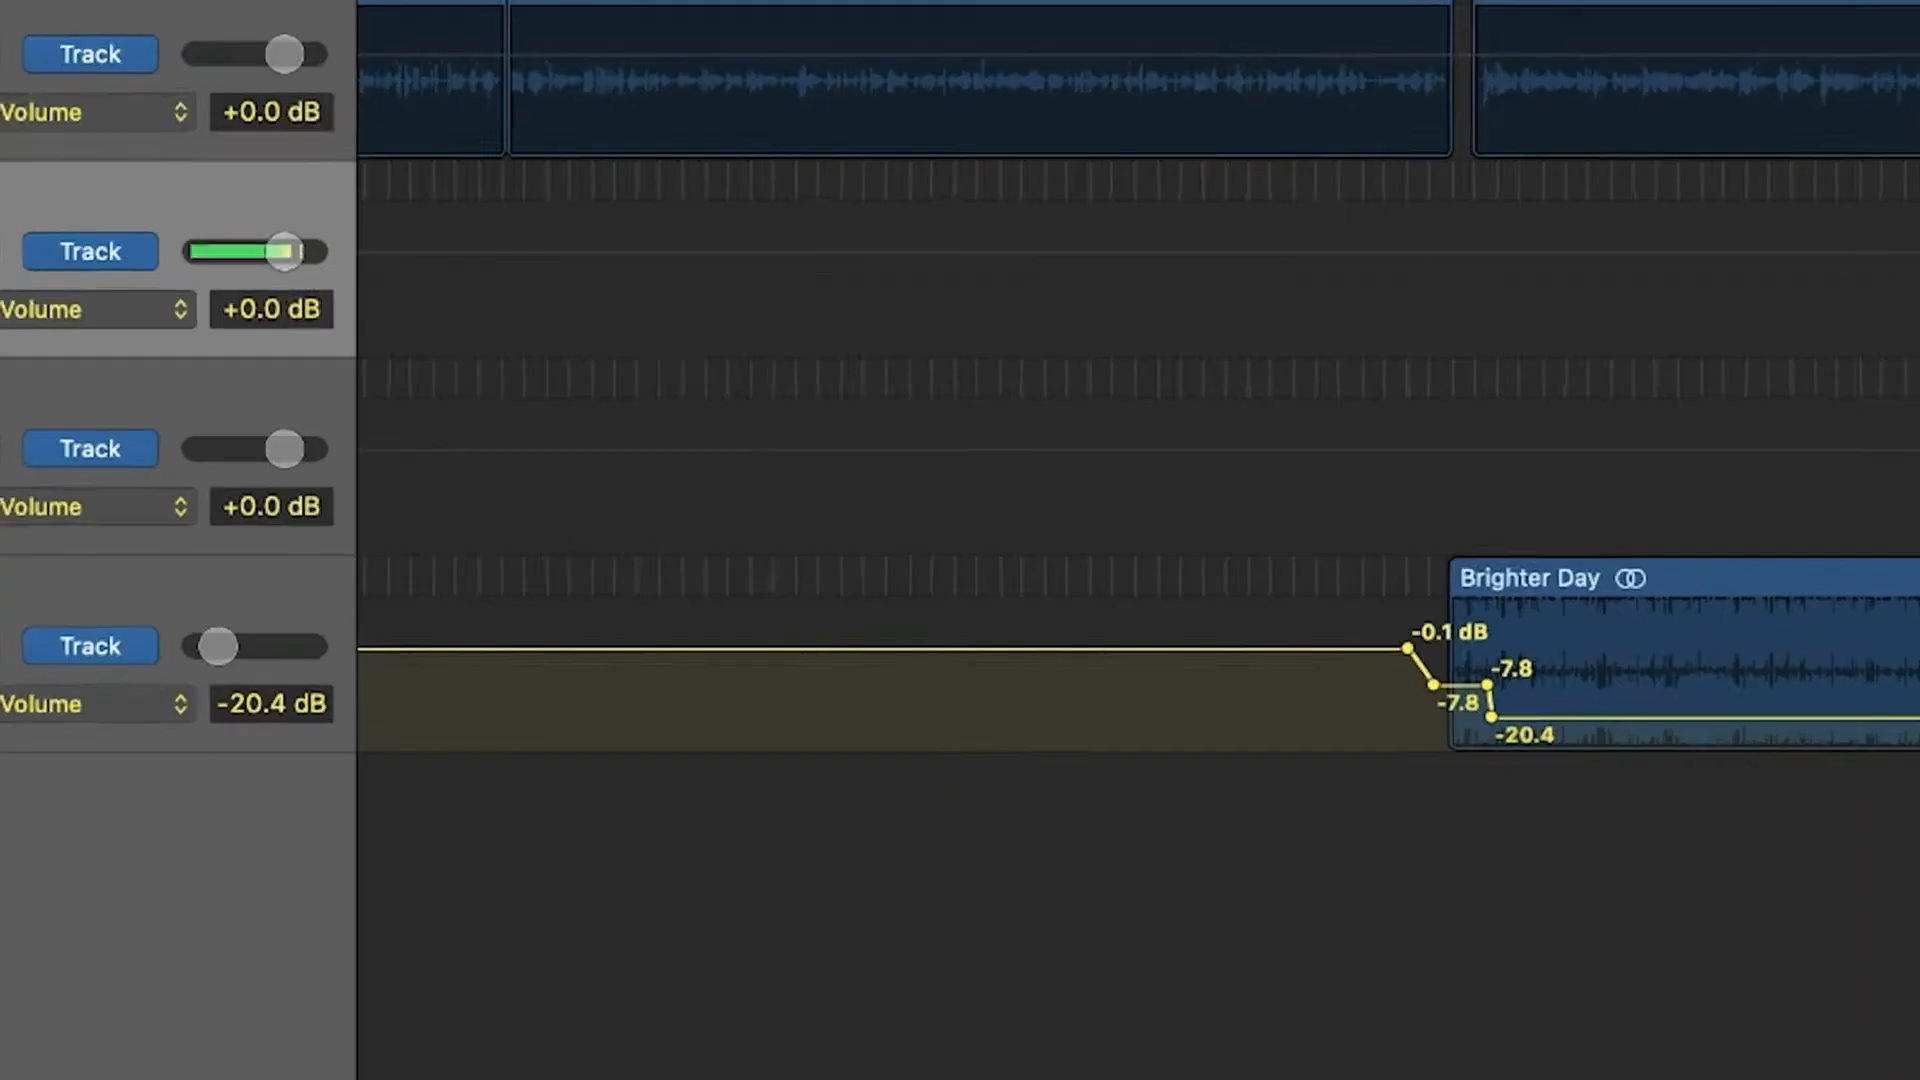 Track
Volume +0.0 dB
Track
Volume +0.0 dB
Track
Volume +0.0 dB
Brighter Day
-0.1 dB
Track
-7.8
Volume -20.4 dB
-7.8
-20.4